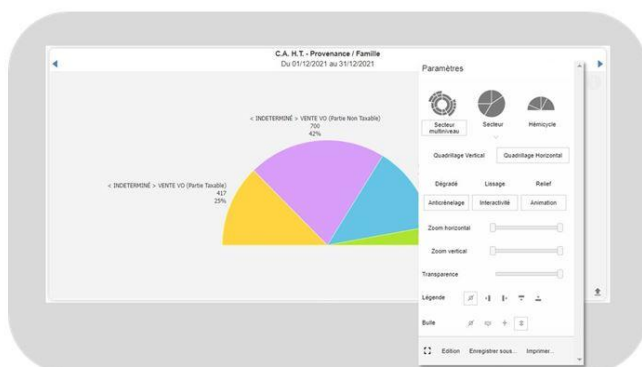 C.A. H.T. - Provenance / Famille
Du 01/12/2021 au 31/12/2021
< INDETERMINÉ > VENTE VO (Partie Non Taxable)
700
42%
< INDETERMINÉ > VENTE VO (Partie Taxable)
417
25%
Paramètres
Secteur multiniveau
Secteur
Hémicycle
Quadrillage Vertical
Quadrillage Horizontal
Dégradé
Lissage
Relief
Anticrènelage
Interactivité
Animation
Zoom horizontal
Zoom vertical
Transparence
Légende
Bulle
Edition
Enregistrer sous...
Imprimer...